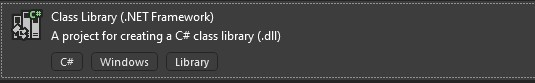 C#
Class Library (.NET Framework)
A project for creating a C# class library (.dll)
C# Windows Library